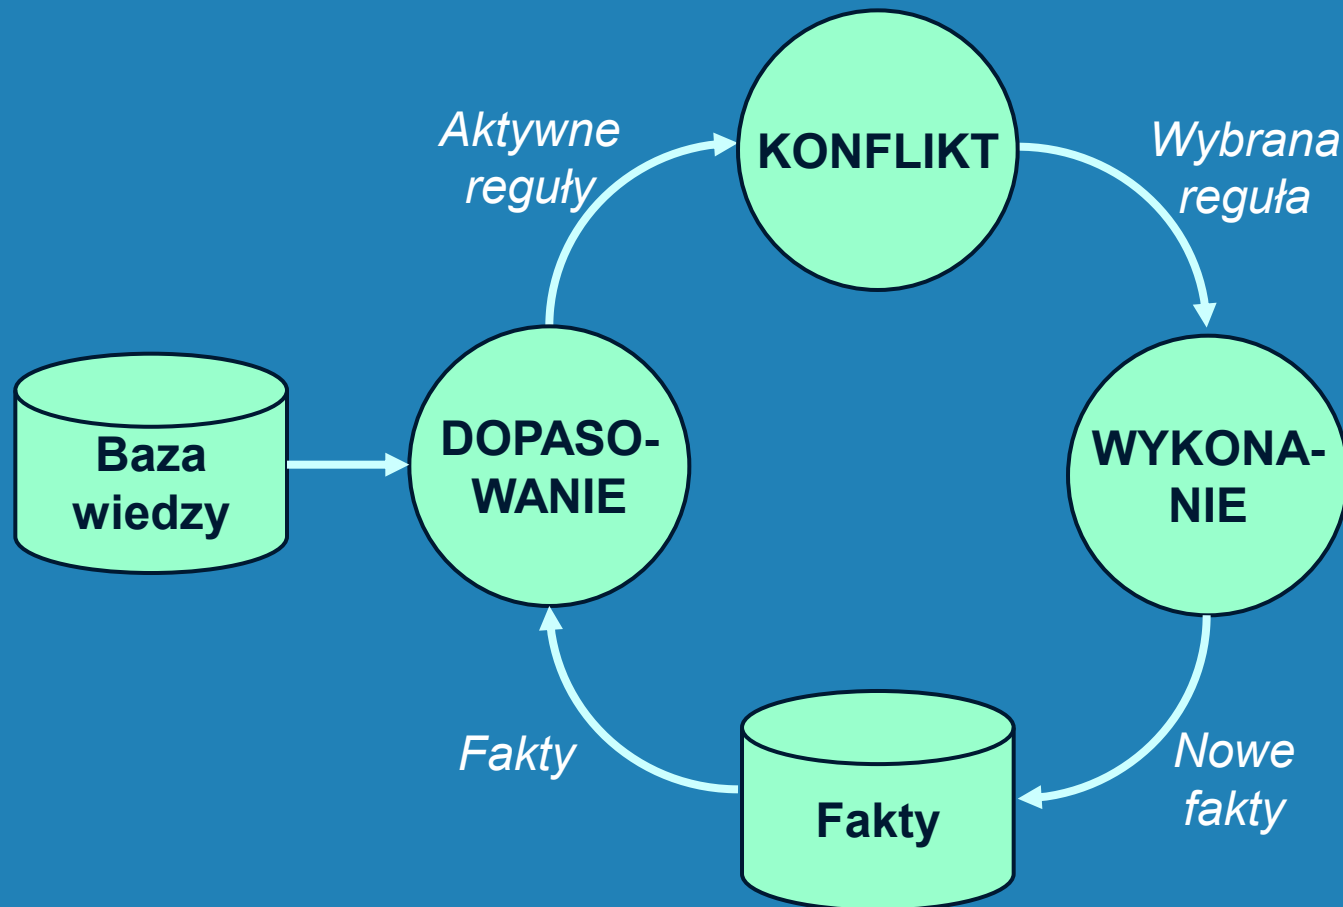 Aktywne
reguły
KONFLIKT
Wybrana
reguła
Baza
wiedzy
DOPASO-
WANIE
WYKONA-
NIE
Fakty
Fakty
Nowe
fakty